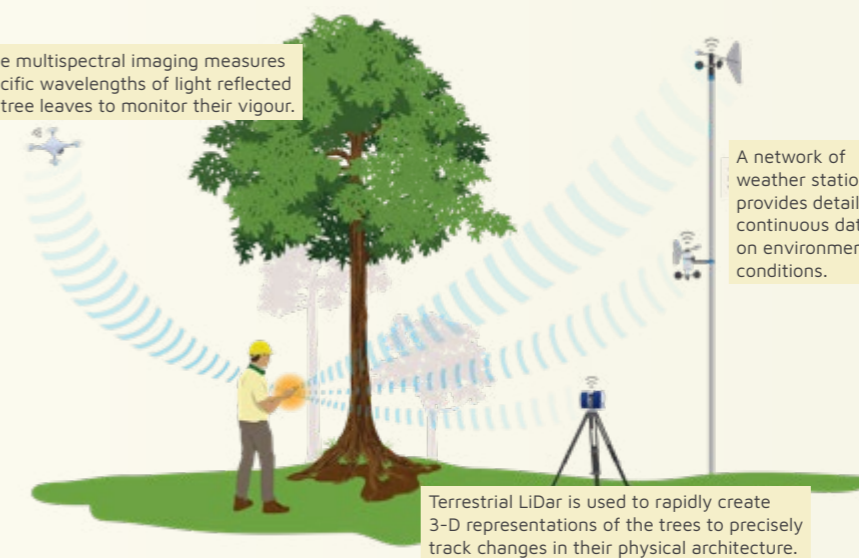 e multispectral imaging measures
cific wavelengths of light reflected
tree leaves to monitor their vigour.
A network of
weather statio
provides detail
continuous dat
on environmen
conditions.
Terrestrial LiDar is used to rapidly create
3-D representations of the trees to precisely
track changes in their physical architecture.